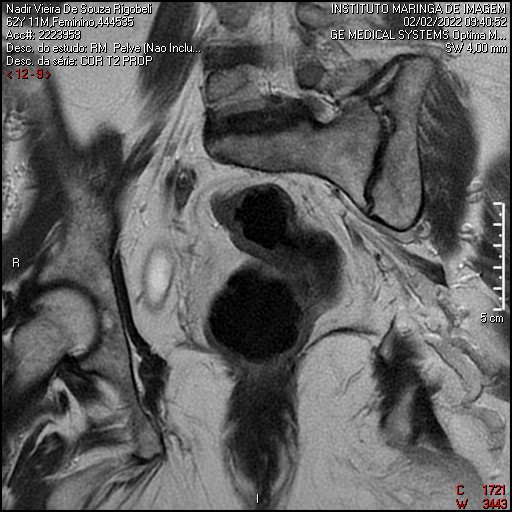 Nadir Vieira De Souza Rigobeli
62Y 11M,Feminino,444535
Acc#: 2223953
Desc. do estudo: RM Pelve (Nao Inclu...
Desc. da série: COR T2 PROP
< 12 - 9 >
INSTITUTO MARINGA DE IMAGEM
02/02/2022 09:40:52
GE MEDICAL SYSTEMS Optima M...
SW 4,00 mm
R
5 cm
I
C 1721
W 3443